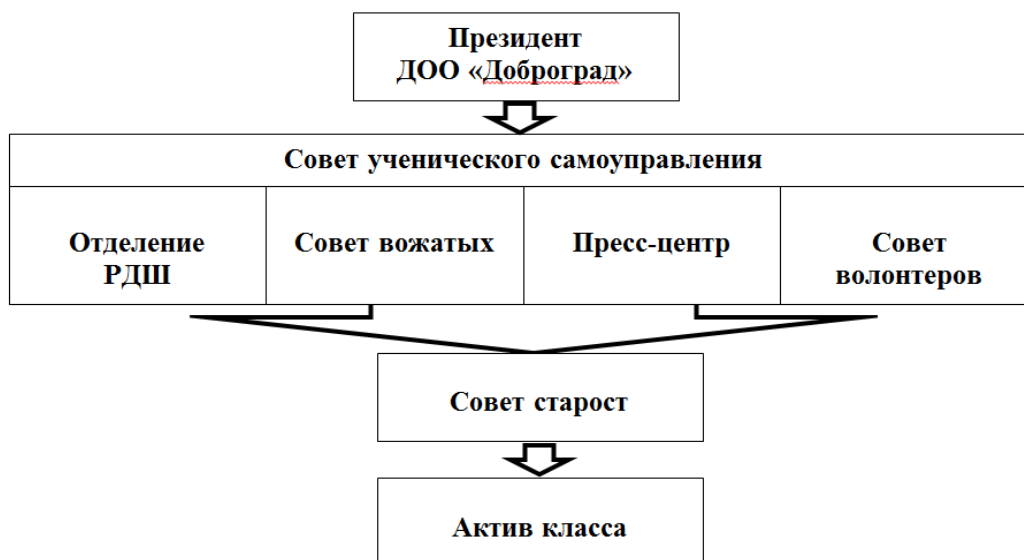 Президент
ДОО «Доброград»
Совет ученического самоуправления
Отделение
РДШ
Совет вожатых
Пресс-центр
Совет
волонтеров
Совет старост
Актив класса